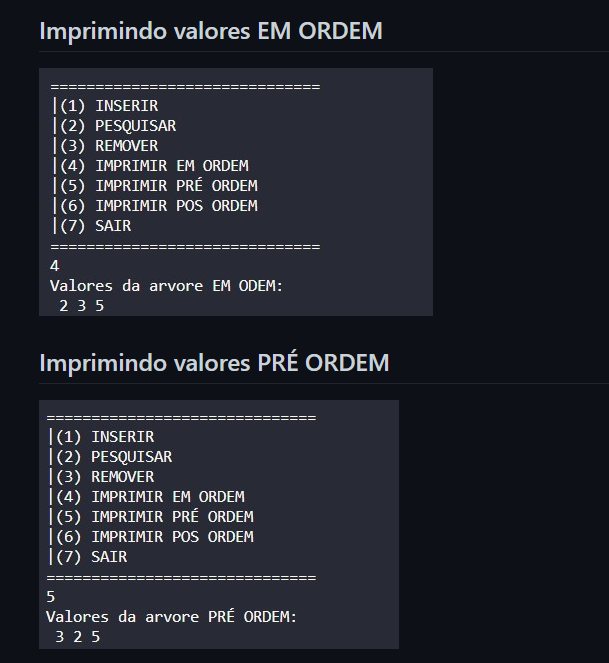 Imprimindo valores EM ORDEM
==============================
|(1) INSERIR
|(2) PESQUISAR
|(3) REMOVER
|(4) IMPRIMIR EM ORDEM
|(5) IMPRIMIR PRÉ ORDEM
|(6) IMPRIMIR POS ORDEM
|(7) SAIR
==============================
4
Valores da arvore EM ODEM:
2 3 5
Imprimindo valores PRÉ ORDEM
==============================
|(1) INSERIR
|(2) PESQUISAR
|(3) REMOVER
|(4) IMPRIMIR EM ORDEM
|(5) IMPRIMIR PRÉ ORDEM
|(6) IMPRIMIR POS ORDEM
|(7) SAIR
==============================
5
Valores da arvore PRÉ ORDEM:
3 2 5